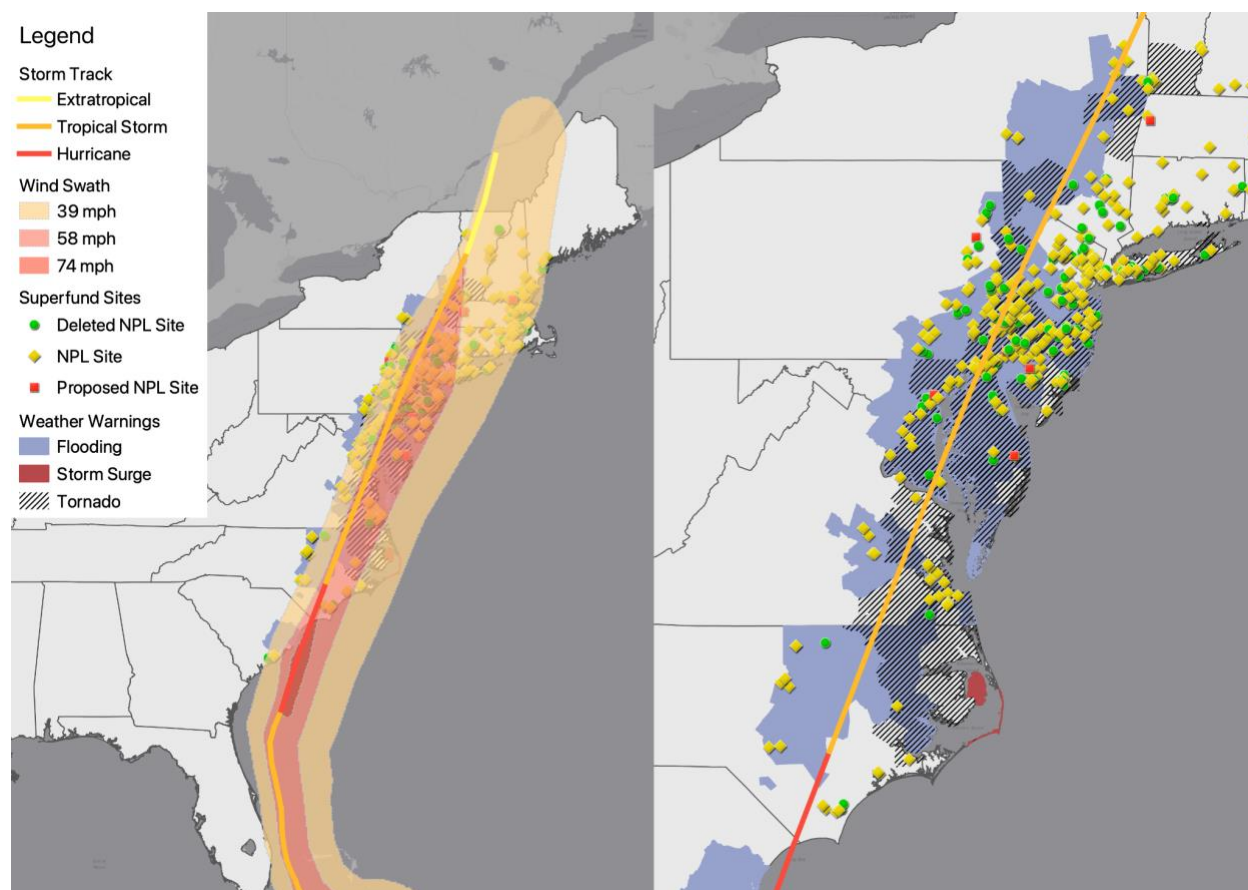 Legend
Storm Track
Extratropical
Tropical Storm
Hurricane
Wind Swath
39 mph
58 mph
74 mph
Superfund Sites
Deleted NPL Site
NPL Site
Proposed NPL Site
Weather Warnings
Flooding
Storm Surge
Tornado